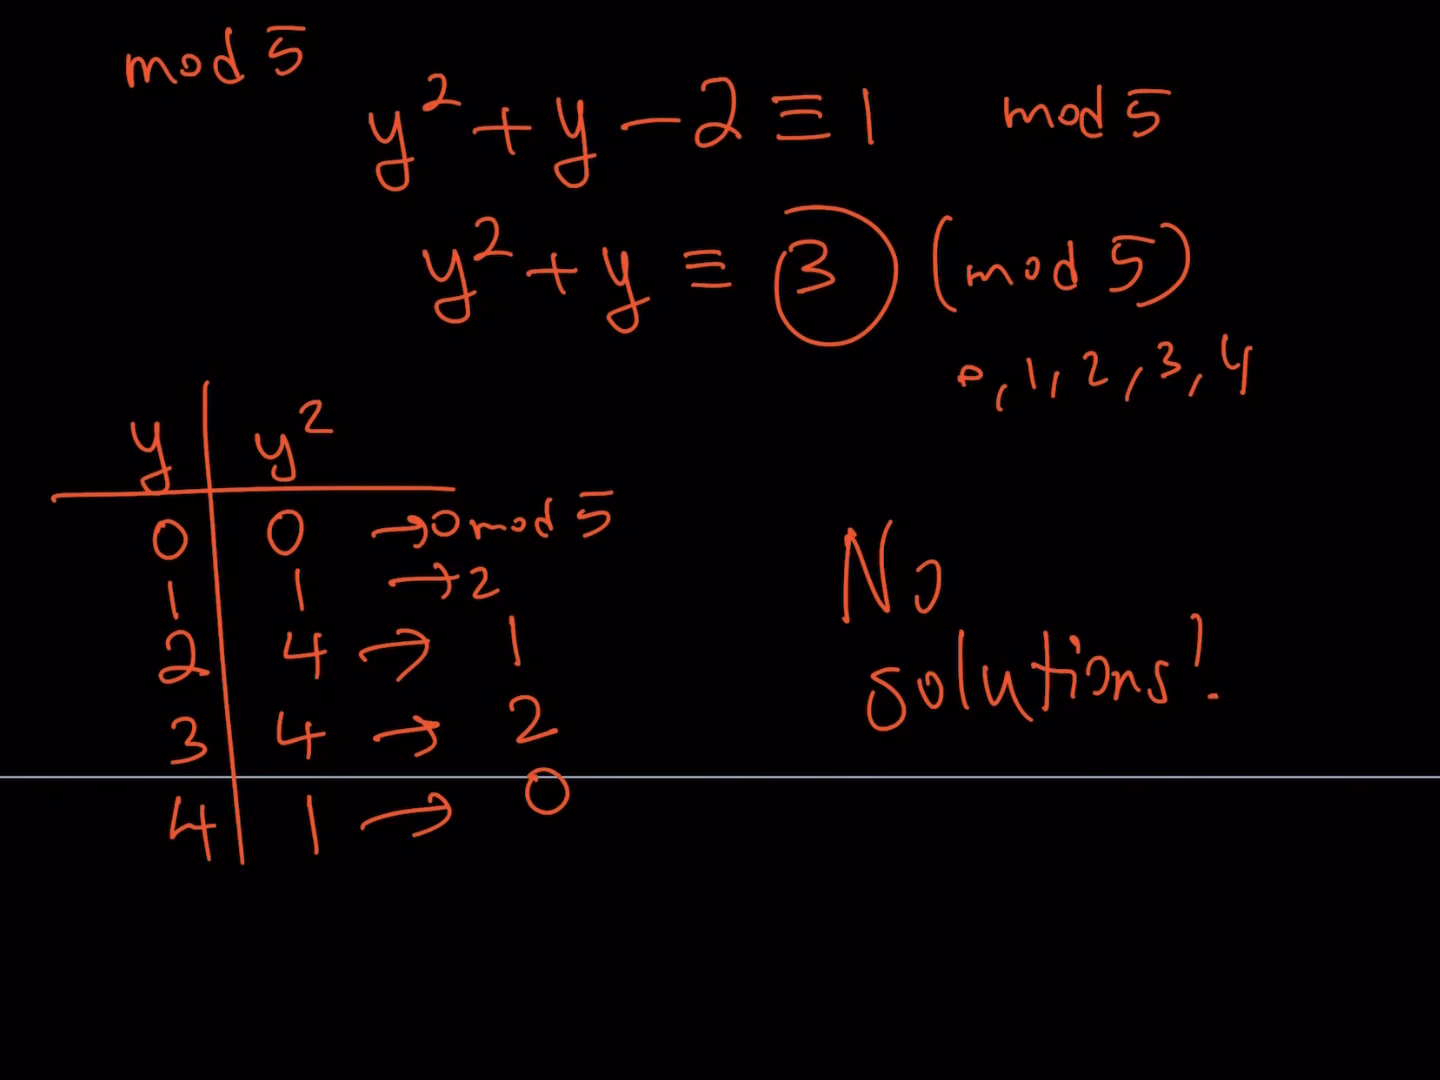 mod 5
y² + y - 2 ≡ 1 mod 5
y² + y ≡ 3 (mod 5)
0, 1, 2, 3, 4
y y²
0 0 → 0 mod 5
1 1 → 2
2 4 → 1
3 4 → 2
4 1 → 0
No
solutions!